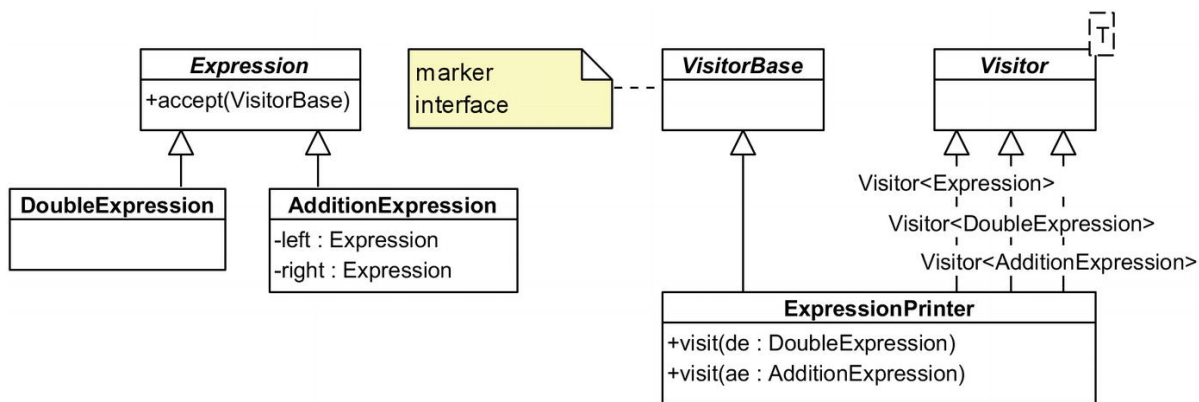 Expression
+accept(VisitorBase)
marker
interface
VisitorBase
T
Visitor
DoubleExpression
AdditionExpression
-left : Expression
-right : Expression
Visitor<Expression>
Visitor<DoubleExpression>
Visitor<AdditionExpression>
ExpressionPrinter
+visit(de : DoubleExpression)
+visit(ae : AdditionExpression)